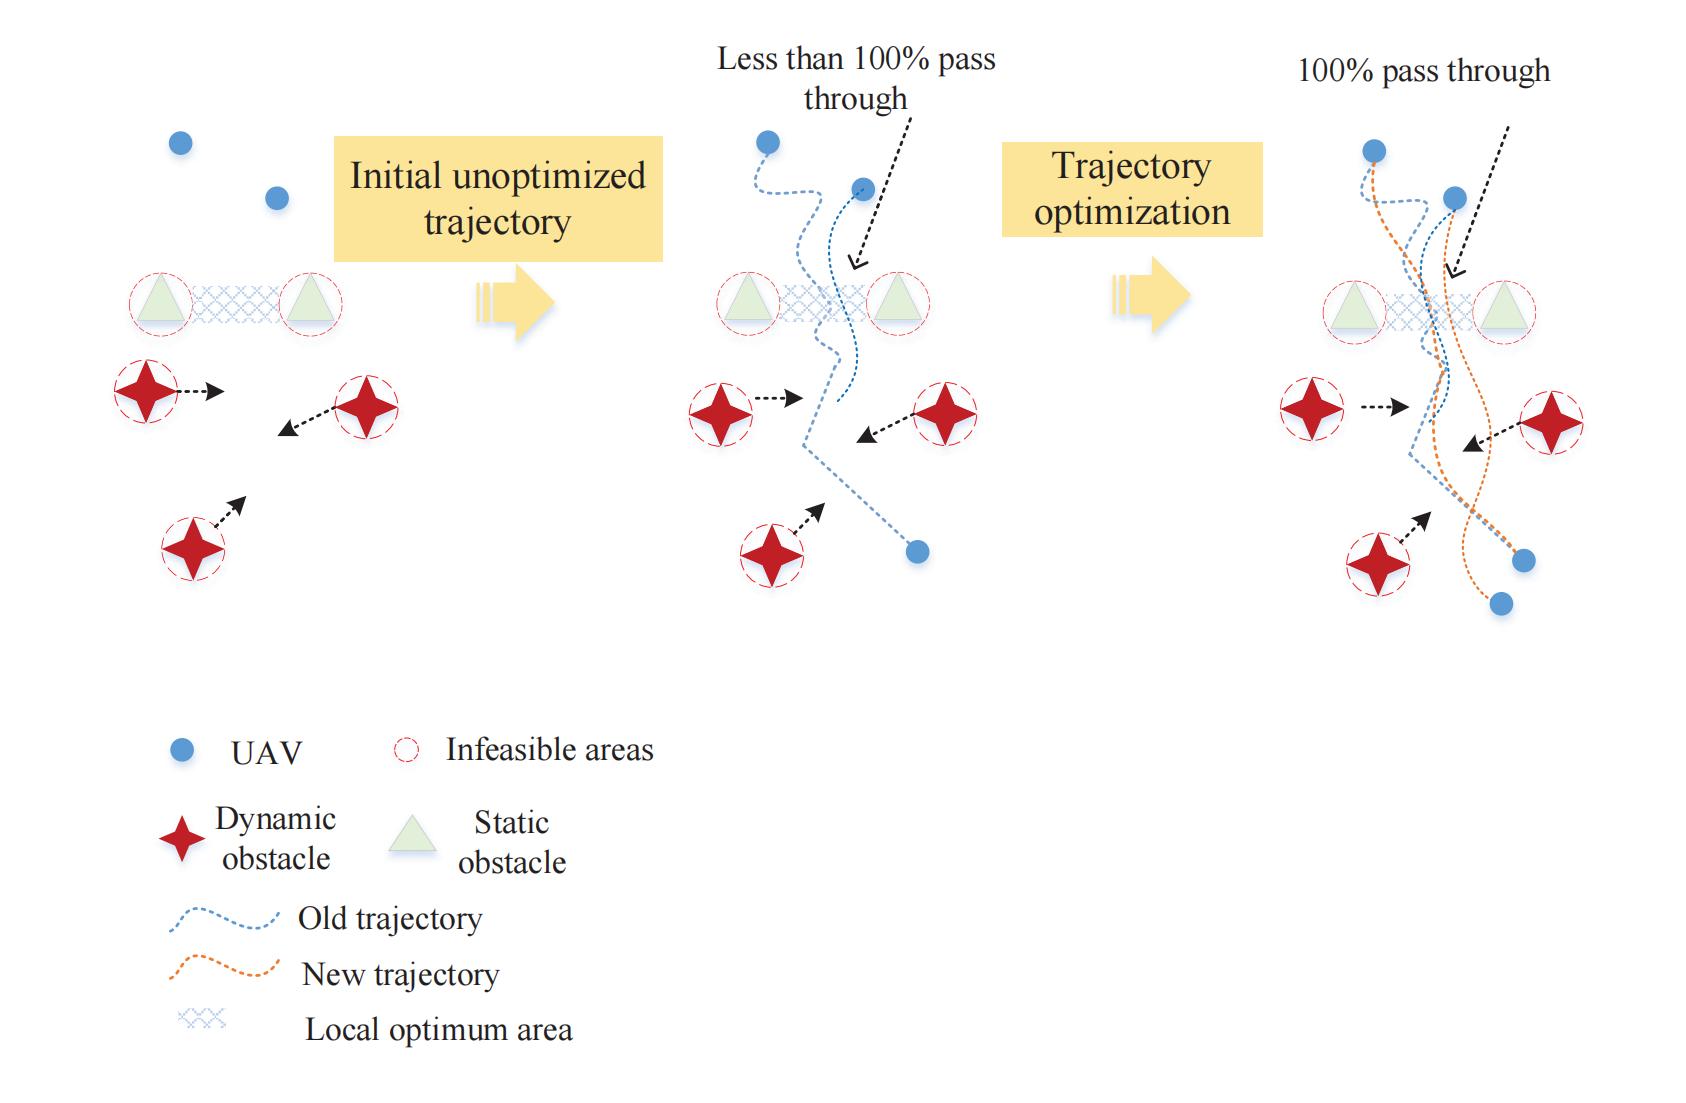 Less than 100% pass
through
100% pass through
Initial unoptimized
trajectory
Trajectory
optimization
UAV
Infeasible areas
Dynamic
obstacle
Static
obstacle
Old trajectory
New trajectory
Local optimum area